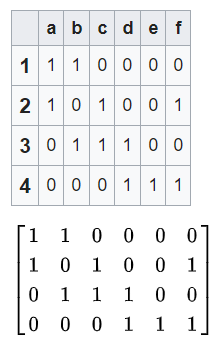 a b c d e f
1 1 1 0 0 0 0
2 1 0 1 0 0 1
3 0 1 1 1 0 0
4 0 0 0 1 1 1
1 1 0 0 0 0
1 0 1 0 0 1
0 1 1 1 0 0
0 0 0 1 1 1